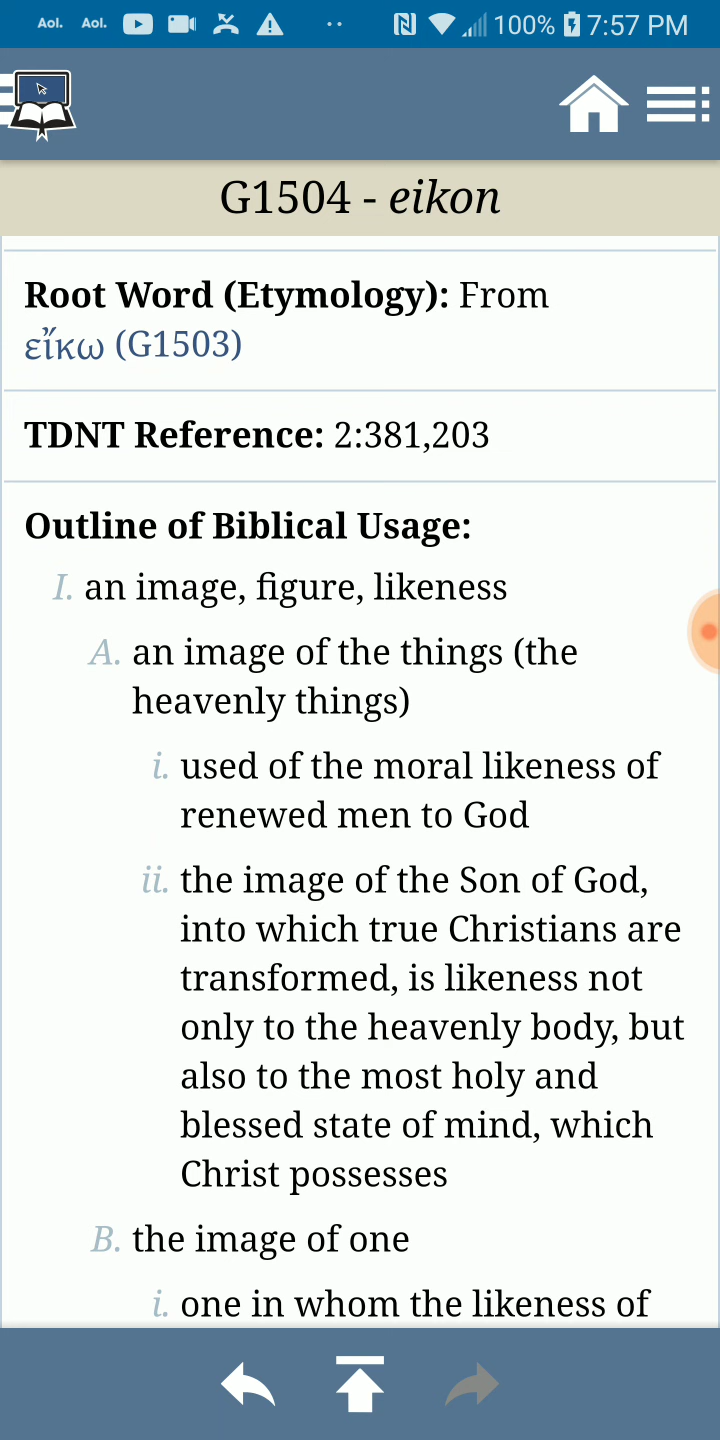 Aol. Aol. 100% 7:57 PM
G1504 - eikon
Root Word (Etymology): From
εἴκω (G1503)
TDNT Reference: 2:381,203
Outline of Biblical Usage:
I. an image, figure, likeness
A. an image of the things (the
heavenly things)
i. used of the moral likeness of
renewed men to God
ii. the image of the Son of God,
into which true Christians are
transformed, is likeness not
only to the heavenly body, but
also to the most holy and
blessed state of mind, which
Christ possesses
B. the image of one
i. one in whom the likeness of